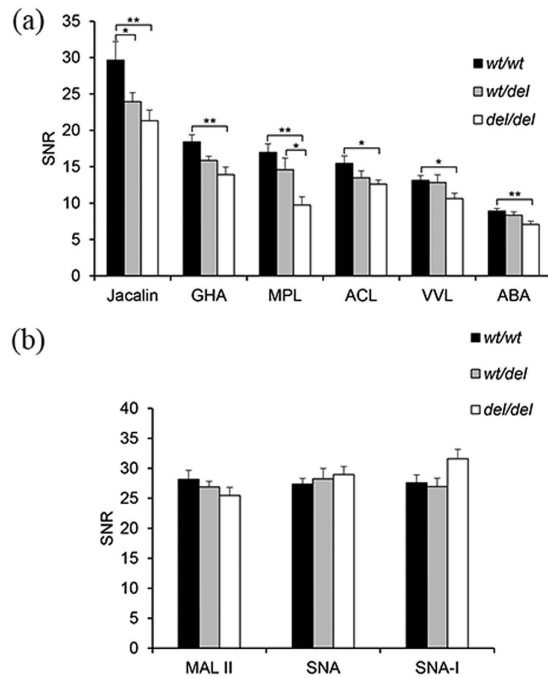 (a)
35
30
25
20
15
10
5
0
SNR
**
*
**
**
*
*
*
**
wt/wt
wt/del
del/del
Jacalin GHA MPL ACL VVL ABA
(b)
wt/wt
wt/del
del/del
40
35
30
25
20
15
10
5
0
SNR
MAL II SNA SNA-I